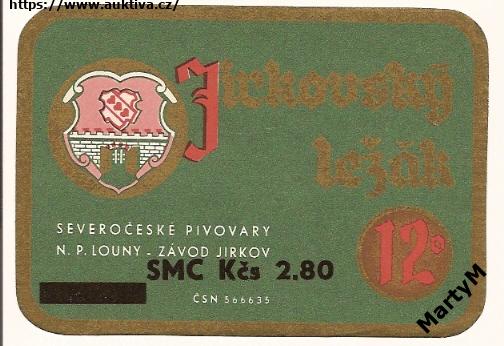 https://www.auktiva.cz/
Jirkovský
ležák
SEVEROČESKÉ PIVOVARY
N. P. LOUNY - ZÁVOD JIRKOV
SMC Kčs 2.80
12°
ČSN 566635
MartyM